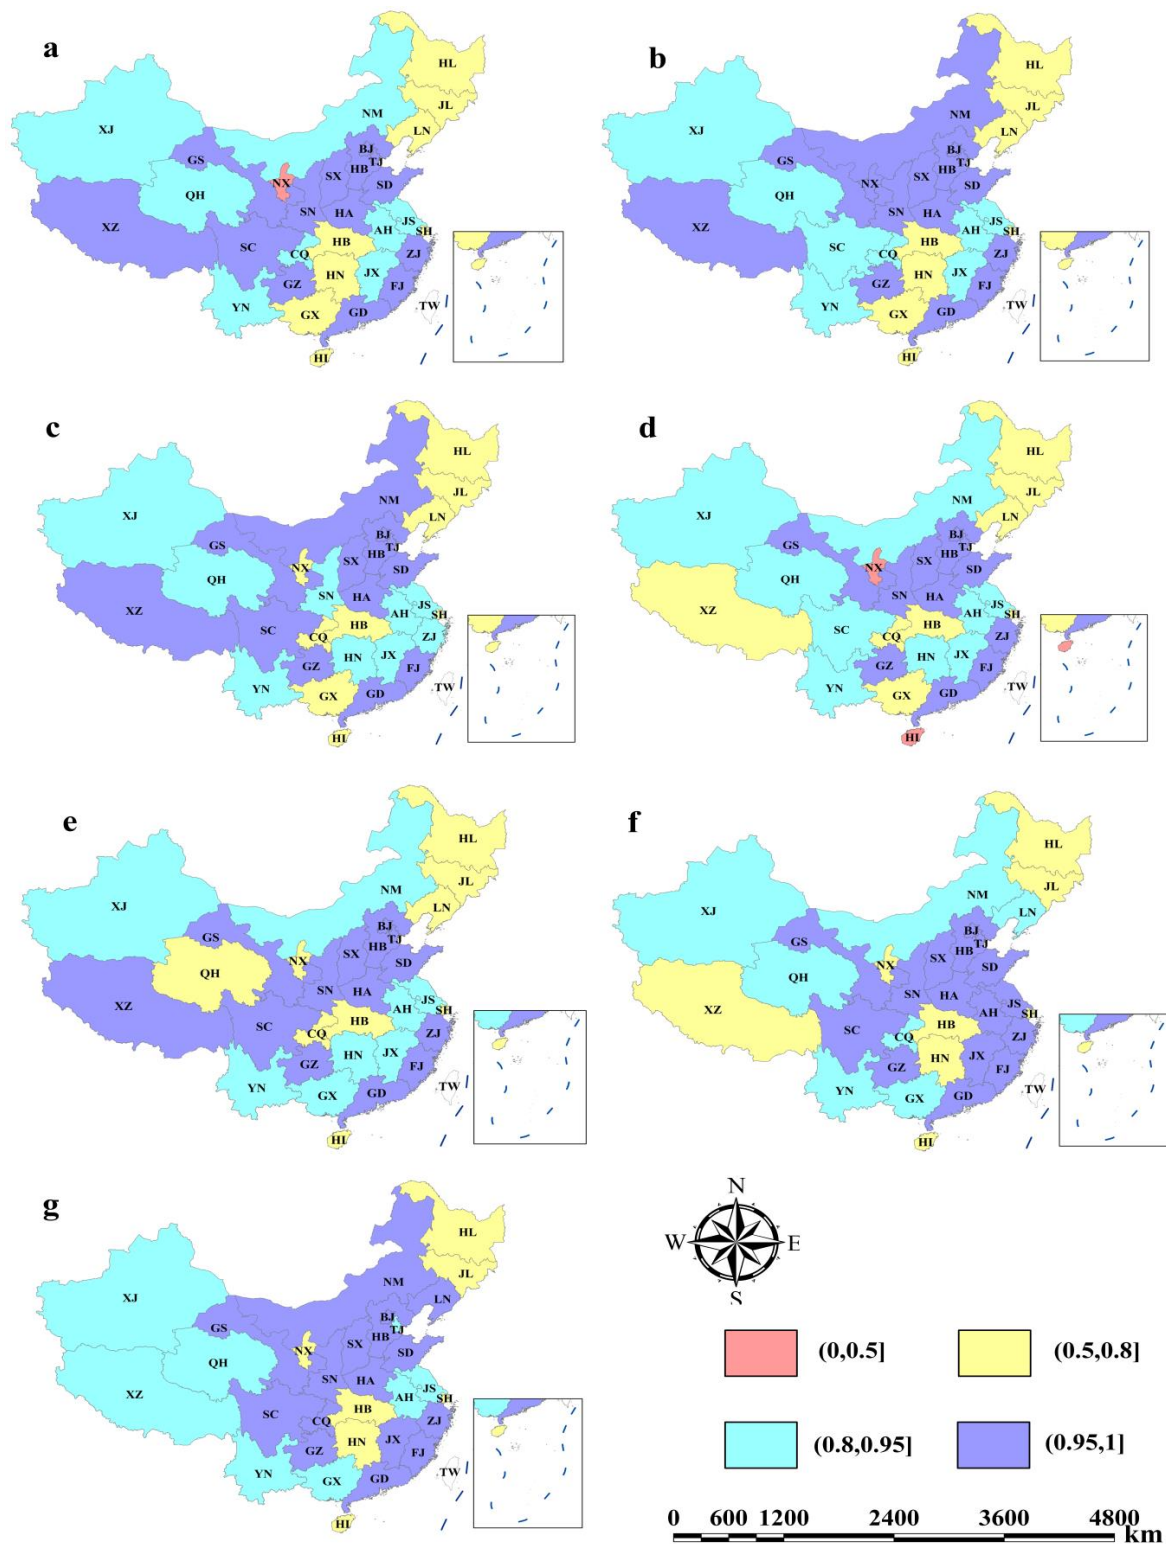 a
HL
JL
LN
NM
XJ
BJ
TJ
GS
HB
SX
SD
NX
QH
SN
HA
XZ
JS
SH
AH
SC
HB
CQ
ZJ
HN
JX
GZ
FJ
YN
GX
GD
TW
HI
b
HL
JL
LN
NM
XJ
BJ
TJ
GS
HB
SX
SD
NX
QH
SN
HA
XZ
JS
SH
AH
SC
HB
CQ
ZJ
HN
JX
GZ
FJ
YN
GX
GD
TW
HI
c
HL
JL
LN
NM
XJ
BJ
TJ
GS
HB
SX
SD
NX
QH
SN
HA
XZ
JS
SH
AH
SC
HB
CQ
ZJ
HN
JX
GZ
FJ
YN
GX
GD
TW
HI
d
HL
JL
LN
NM
XJ
BJ
TJ
GS
HB
SX
SD
NX
QH
SN
HA
XZ
JS
SH
AH
SC
HB
CQ
ZJ
HN
JX
GZ
FJ
YN
GX
GD
TW
HI
e
HL
JL
LN
NM
XJ
BJ
TJ
GS
HB
SX
SD
NX
QH
SN
HA
XZ
JS
SH
AH
SC
HB
CQ
ZJ
HN
JX
GZ
FJ
YN
GX
GD
TW
HI
f
HL
JL
LN
NM
XJ
BJ
TJ
GS
HB
SX
SD
NX
QH
SN
HA
XZ
JS
SH
AH
SC
HB
CQ
ZJ
HN
JX
GZ
FJ
YN
GX
GD
TW
HI
g
HL
JL
LN
NM
XJ
BJ
TJ
GS
HB
SX
SD
NX
QH
SN
HA
XZ
JS
SH
AH
SC
HB
CQ
ZJ
HN
JX
GZ
FJ
YN
GX
GD
TW
HI
N
W E
S
(0,0.5] (0.5,0.8]
(0.8,0.95] (0.95,1]
0 600 1200 2400 3600 4800
km